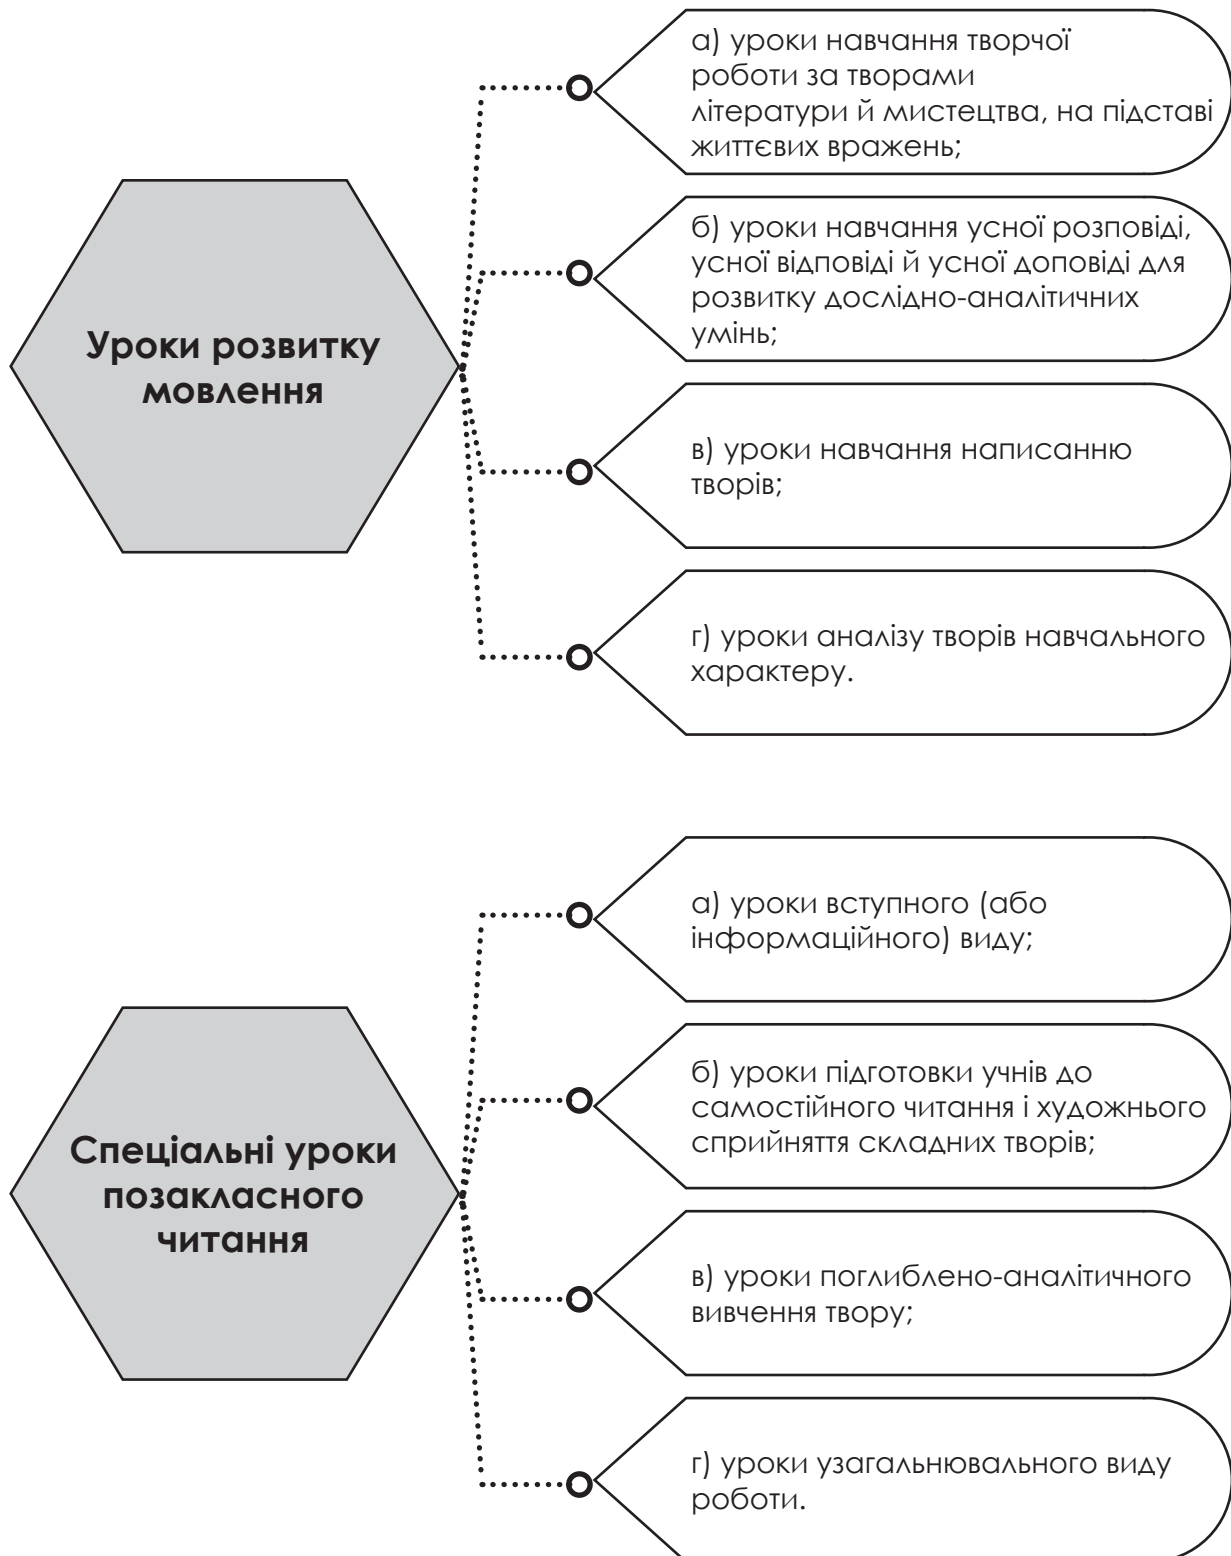 Уроки розвитку
мовлення
а) уроки навчання творчої
роботи за творами
літератури й мистецтва, на підставі
життєвих вражень;
б) уроки навчання усної розповіді,
усної відповіді й усної доповіді для
розвитку дослідно-аналітичних
умінь;
в) уроки навчання написанню
творів;
г) уроки аналізу творів навчального
характеру.
Спеціальні уроки
позакласного
читання
а) уроки вступного (або
інформаційного) виду;
б) уроки підготовки учнів до
самостійного читання і художнього
сприйняття складних творів;
в) уроки поглиблено-аналітичного
вивчення твору;
г) уроки узагальнювального виду
роботи.